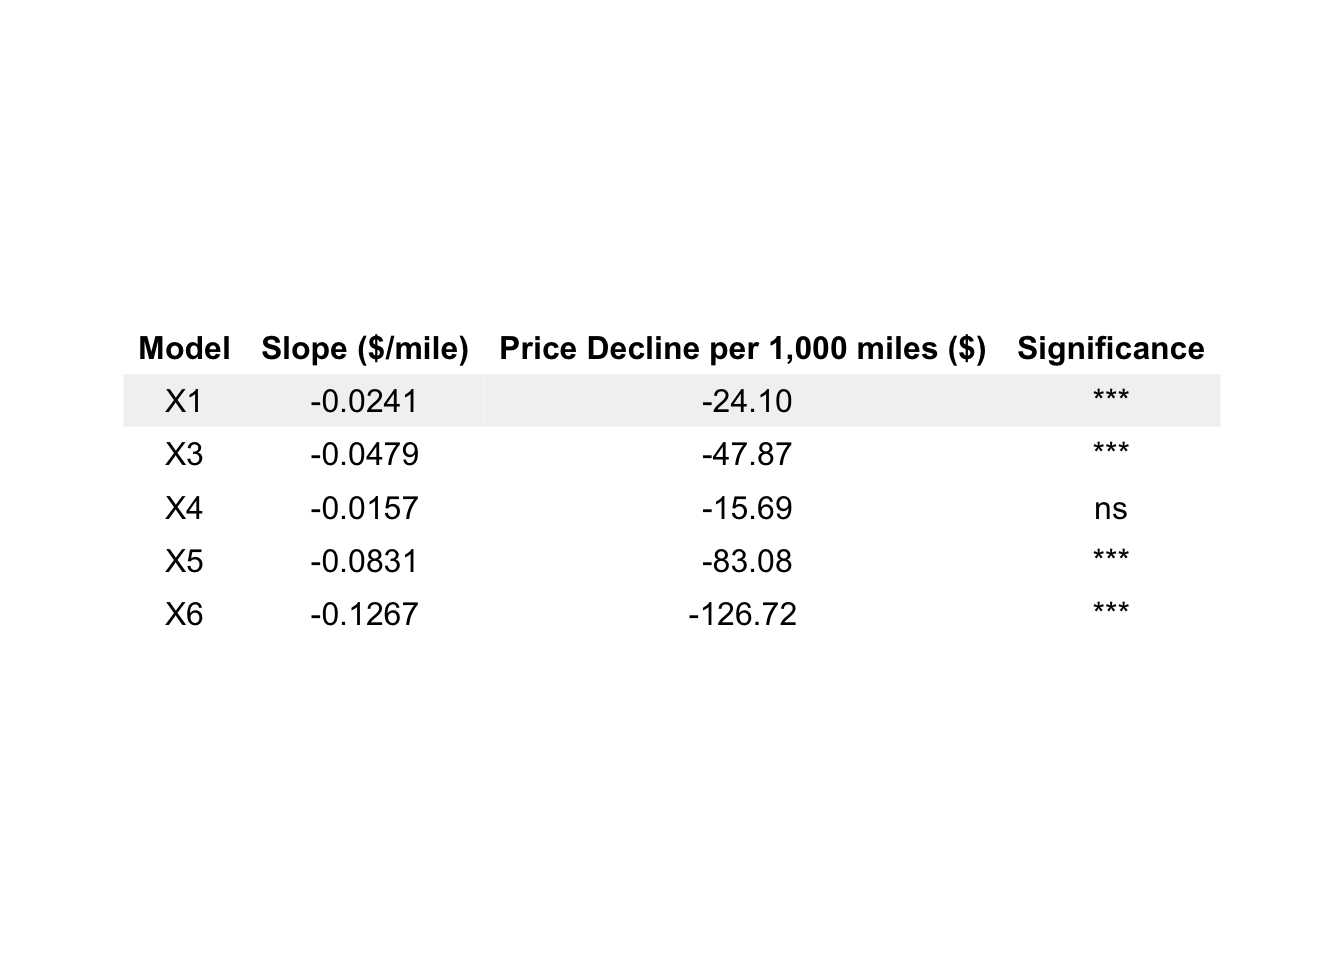 Model Slope ($/mile) Price Decline per 1,000 miles ($) Significance
X1 -0.0241 -24.10 ***
X3 -0.0479 -47.87 ***
X4 -0.0157 -15.69 ns
X5 -0.0831 -83.08 ***
X6 -0.1267 -126.72 ***